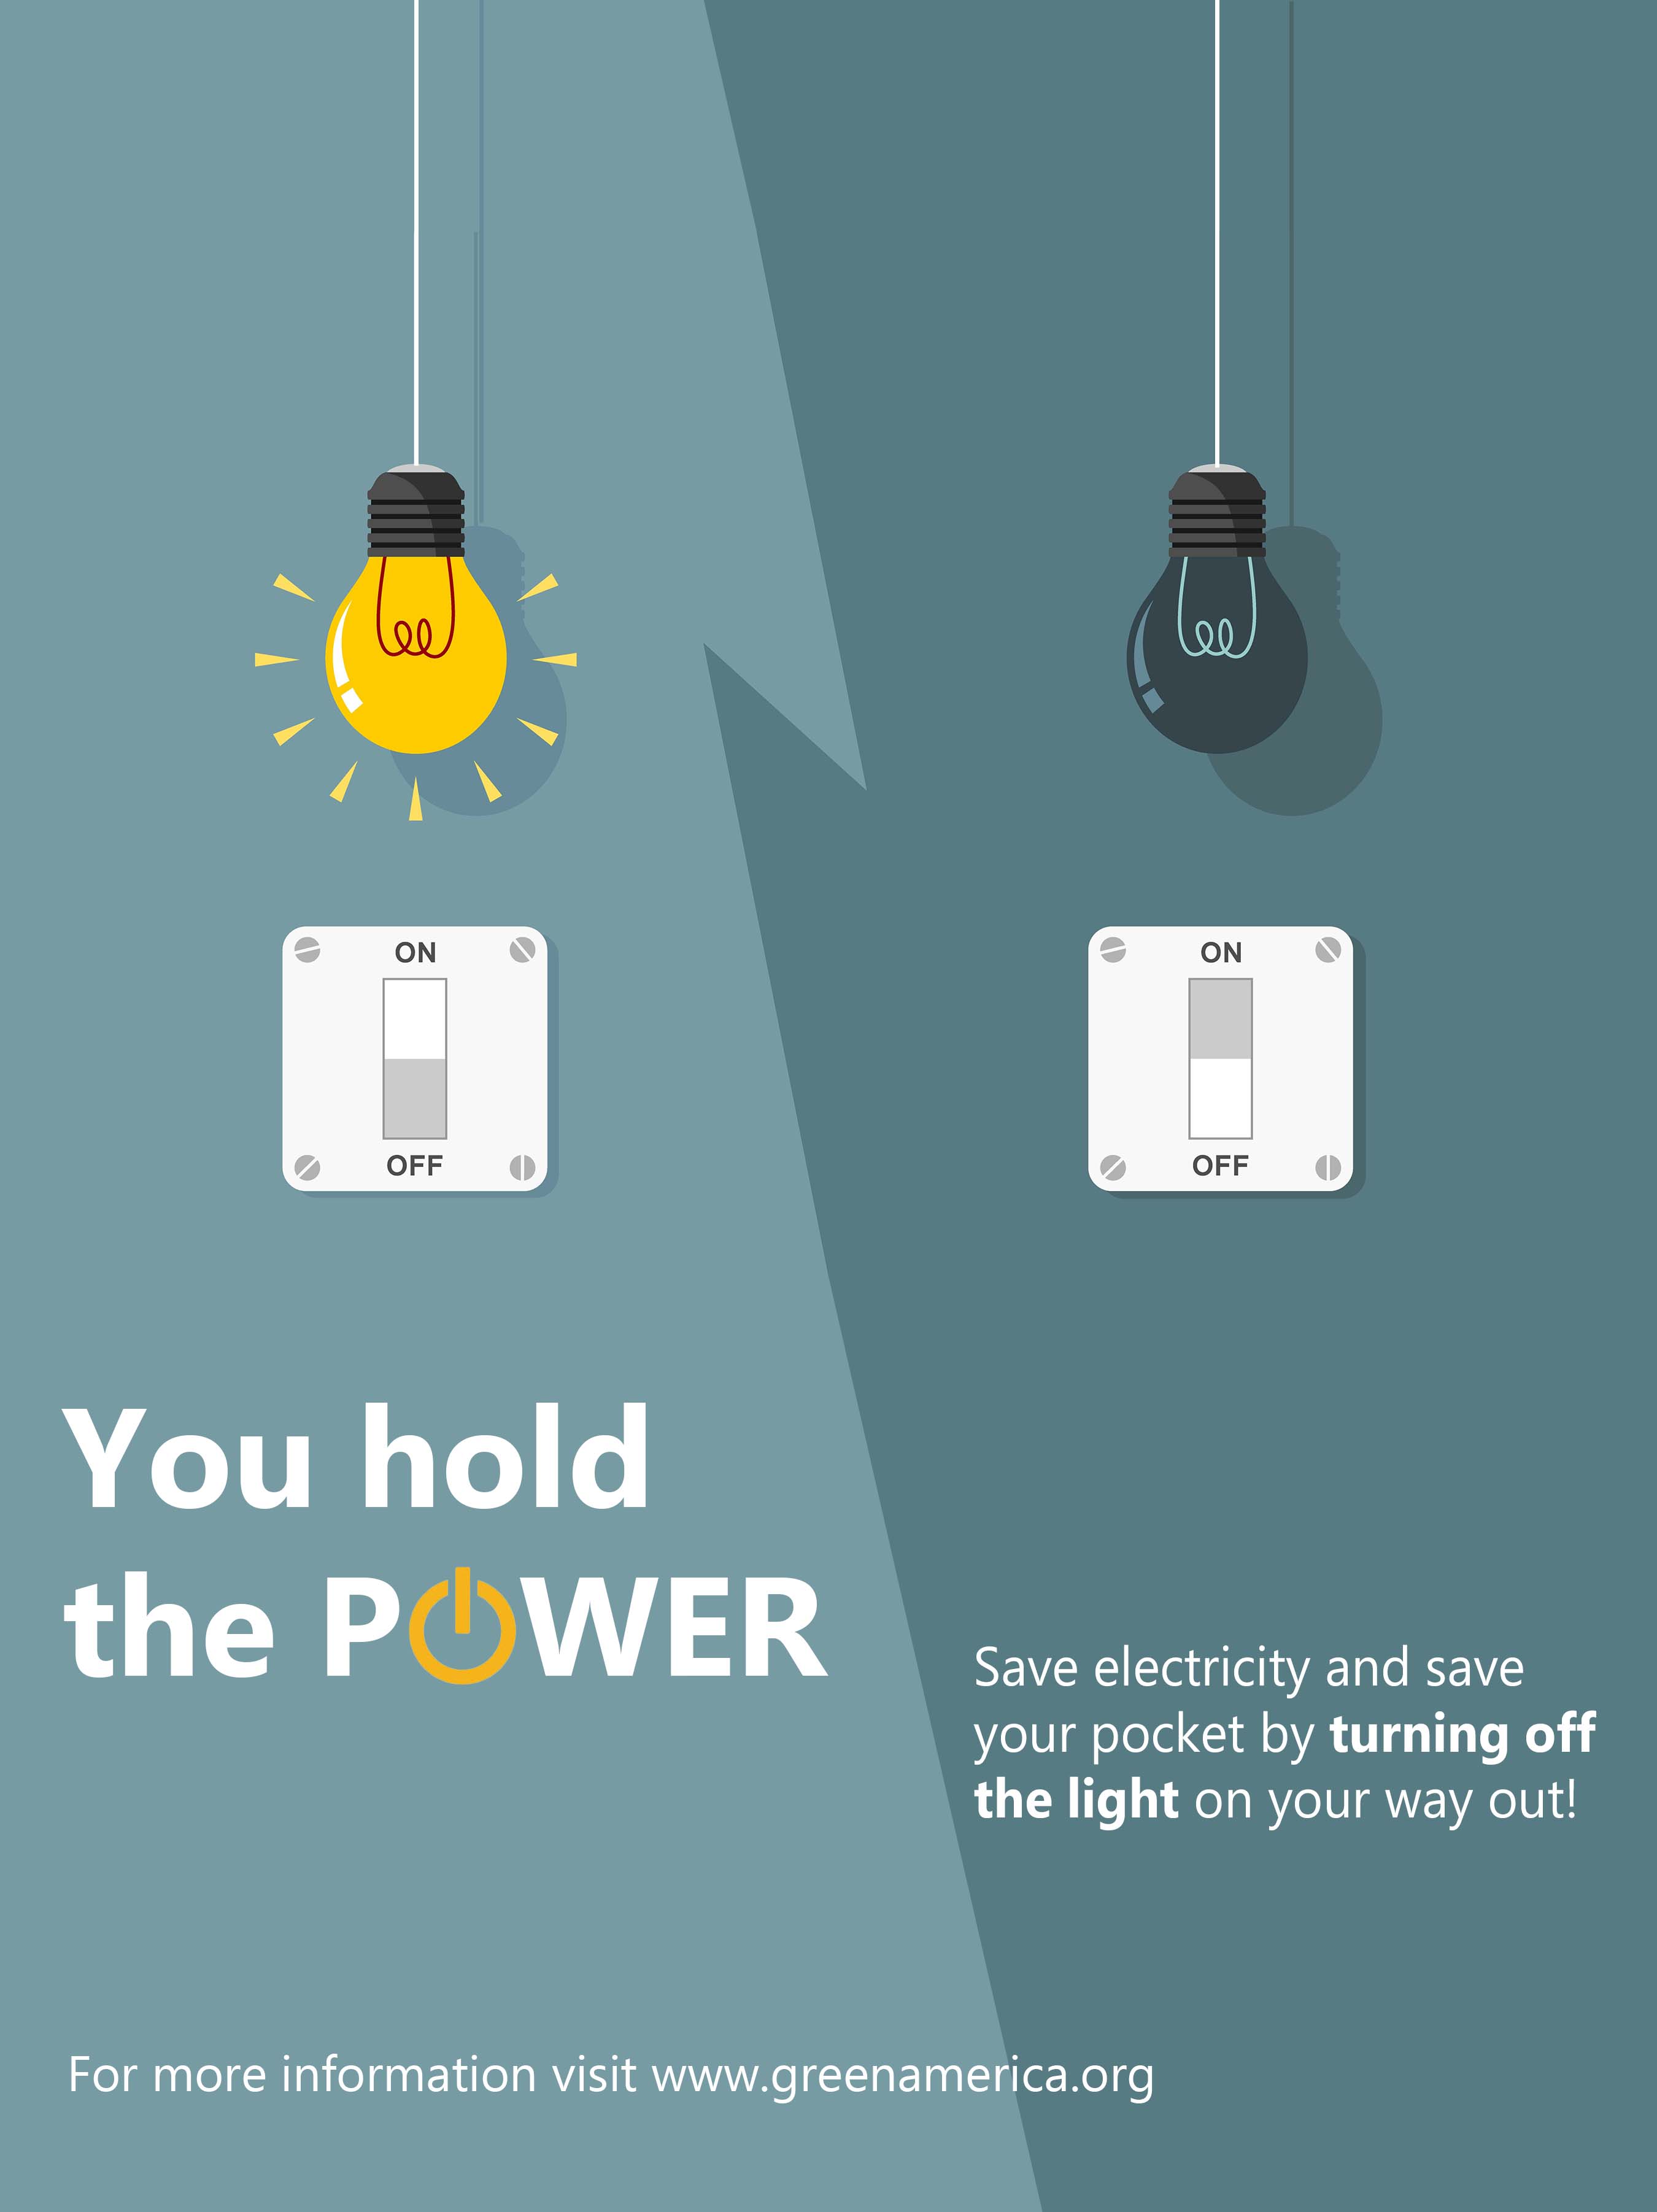 ON
OFF
ON
OFF
You hold
the POWER
Save electricity and save
your pocket by turning off
the light on your way out!
For more information visit www.greenamerica.org